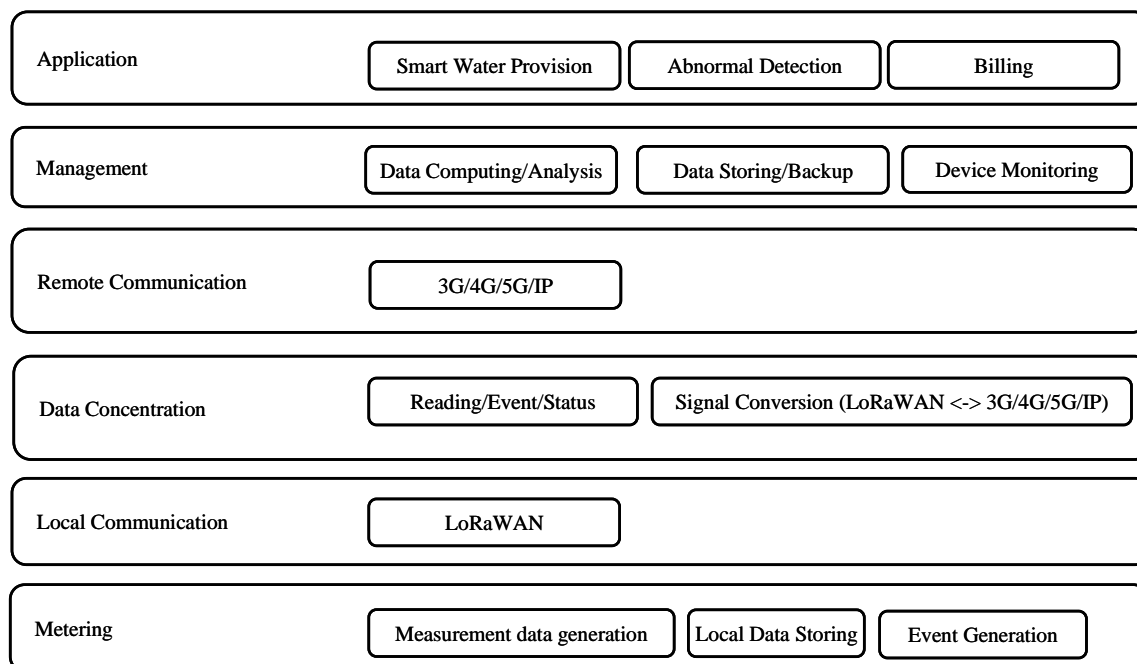 Application
Smart Water Provision
Abnormal Detection
Billing
Management
Data Computing/Analysis
Data Storing/Backup
Device Monitoring
Remote Communication
3G/4G/5G/IP
Data Concentration
Reading/Event/Status
Signal Conversion (LoRaWAN <-> 3G/4G/5G/IP)
Local Communication
LoRaWAN
Metering
Measurement data generation
Local Data Storing
Event Generation